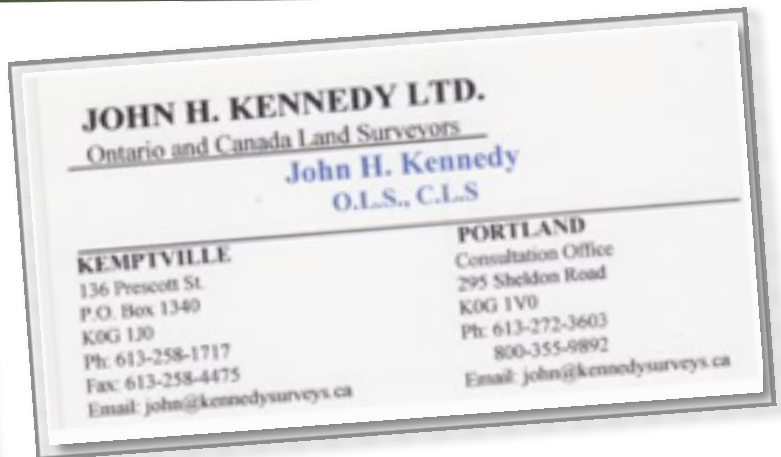 JOHN H. KENNEDY LTD.
Ontario and Canada Land Surveyors
John H. Kennedy
O.L.S., C.L.S
KEMPTVILLE
136 Prescott St.
P.O. Box 1340
K0G 1J0
Ph: 613-258-1717
Fax: 613-258-4475
Email: john@kennedysurveys.ca
PORTLAND
Consultation Office
295 Sheldon Road
K0G 1V0
Ph: 613-272-3603
800-355-9892
Email: john@kennedysurveys.ca